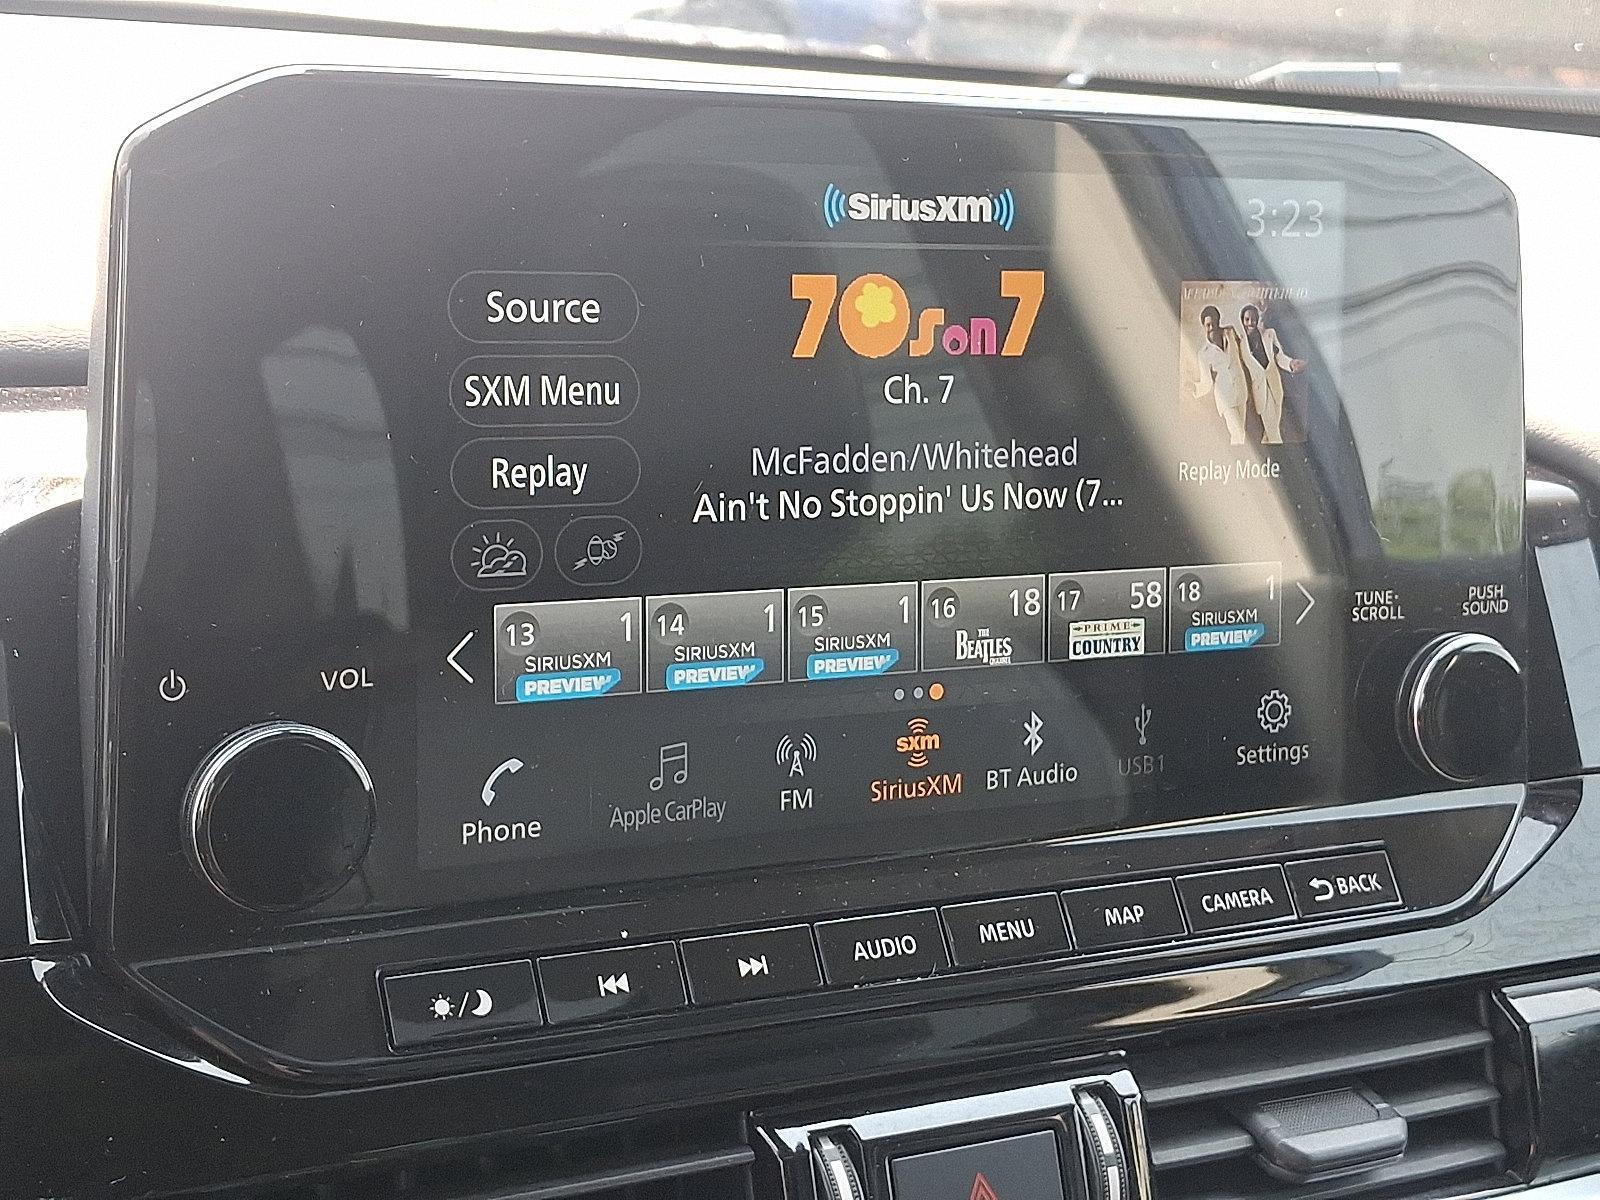 SiriusXM
3:23
70s on 7
Ch. 7
Source
SXM Menu
Replay
McFadden/Whitehead
Ain't No Stoppin' Us Now (7...
Replay Mode
13 1
SIRIUSXM
PREVIEW
14 1
SIRIUSXM
PREVIEW
15 1
SIRIUSXM
PREVIEW
16 18
THE
BEATLES
CHANNEL
17 58
PRIME
COUNTRY
18 1
SIRIUSXM
PREVIEW
VOL
TUNE·
SCROLL
PUSH
SOUND
Phone
Apple CarPlay
FM
sxm
SiriusXM
BT Audio
USB1
Settings
AUDIO
MENU
MAP
CAMERA
BACK